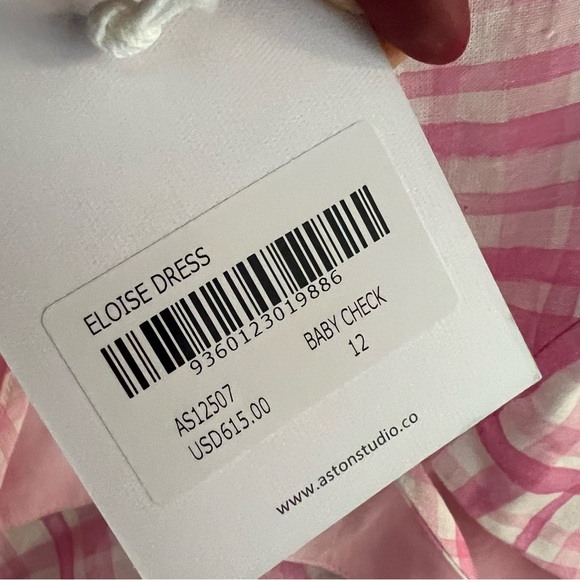 ELOISE DRESS
9360123019886
AS12507
BABY CHECK
USD615.00
12
www.astonstudio.co